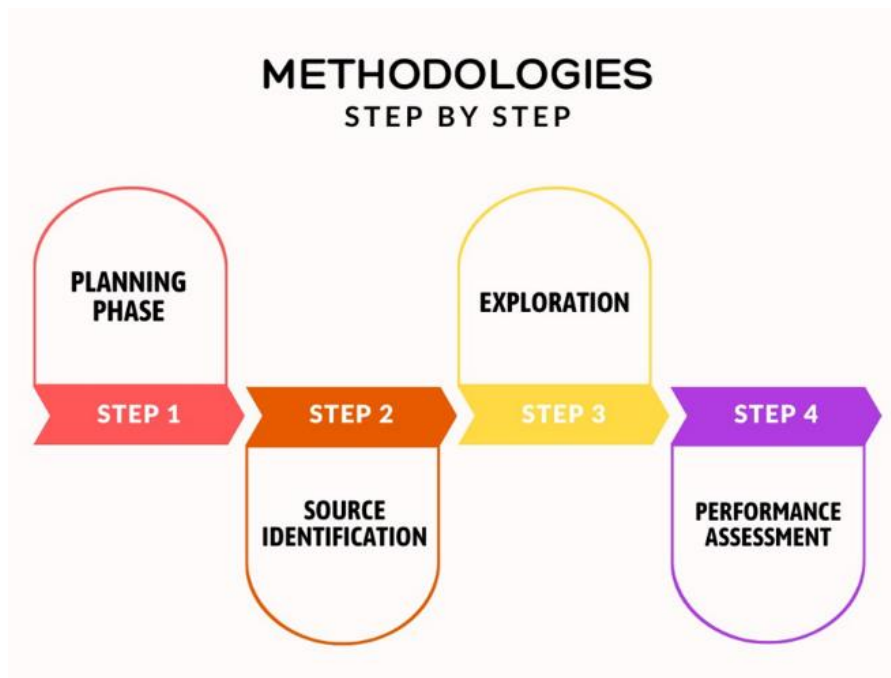 METHODOLOGIES
STEP BY STEP
PLANNING
PHASE
STEP 1
STEP 2
SOURCE
IDENTIFICATION
EXPLORATION
STEP 3
STEP 4
PERFORMANCE
ASSESSMENT